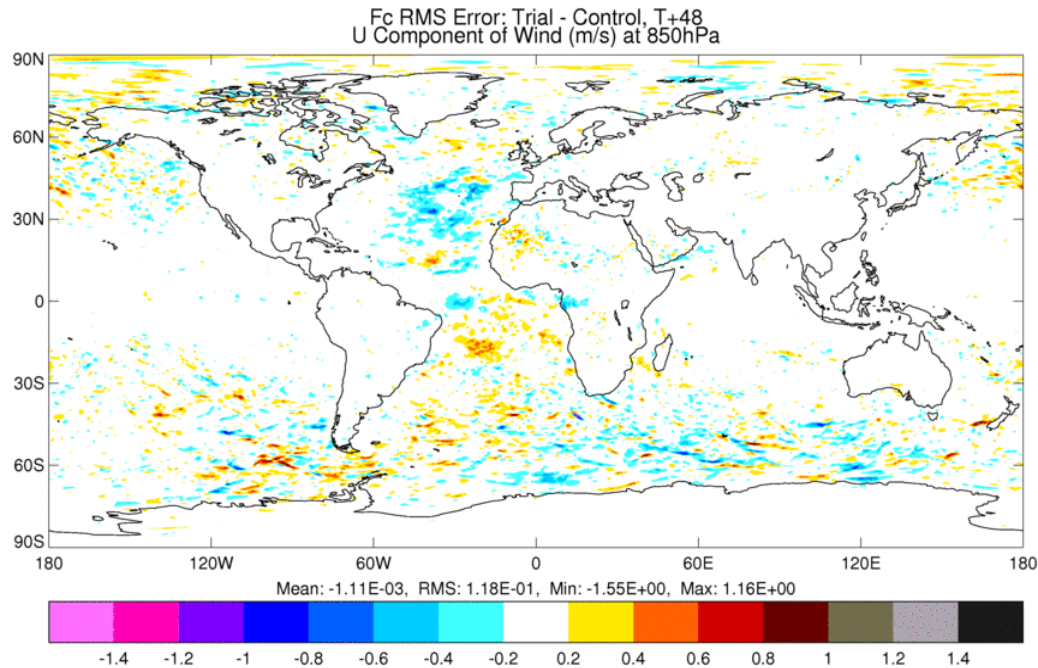 Fc RMS Error: Trial - Control, T+48
U Component of Wind (m/s) at 850hPa
90N
60N
30N
0
30S
60S
90S
180 120W 60W 0 60E 120E 180
Mean: -1.11E-03, RMS: 1.18E-01, Min: -1.55E+00, Max: 1.16E+00
-1.4 -1.2 -1 -0.8 -0.6 -0.4 -0.2 0.2 0.4 0.6 0.8 1 1.2 1.4